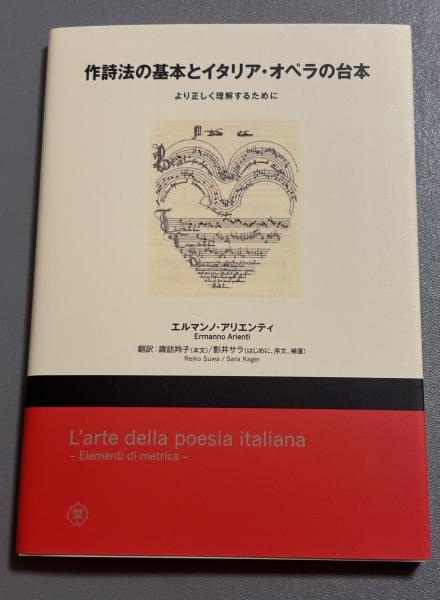 作詩法の基本とイタリア・オペラの台本
より正しく理解するために
エルマンノ・アリエンティ
Ermanno Arienti
翻訳：諏訪羚子(本文)/影井サラ(はじめに、序文、補遺)
Reiko Suwa / Sara Kagei
L'arte della poesia italiana
– Elementi di metrica –